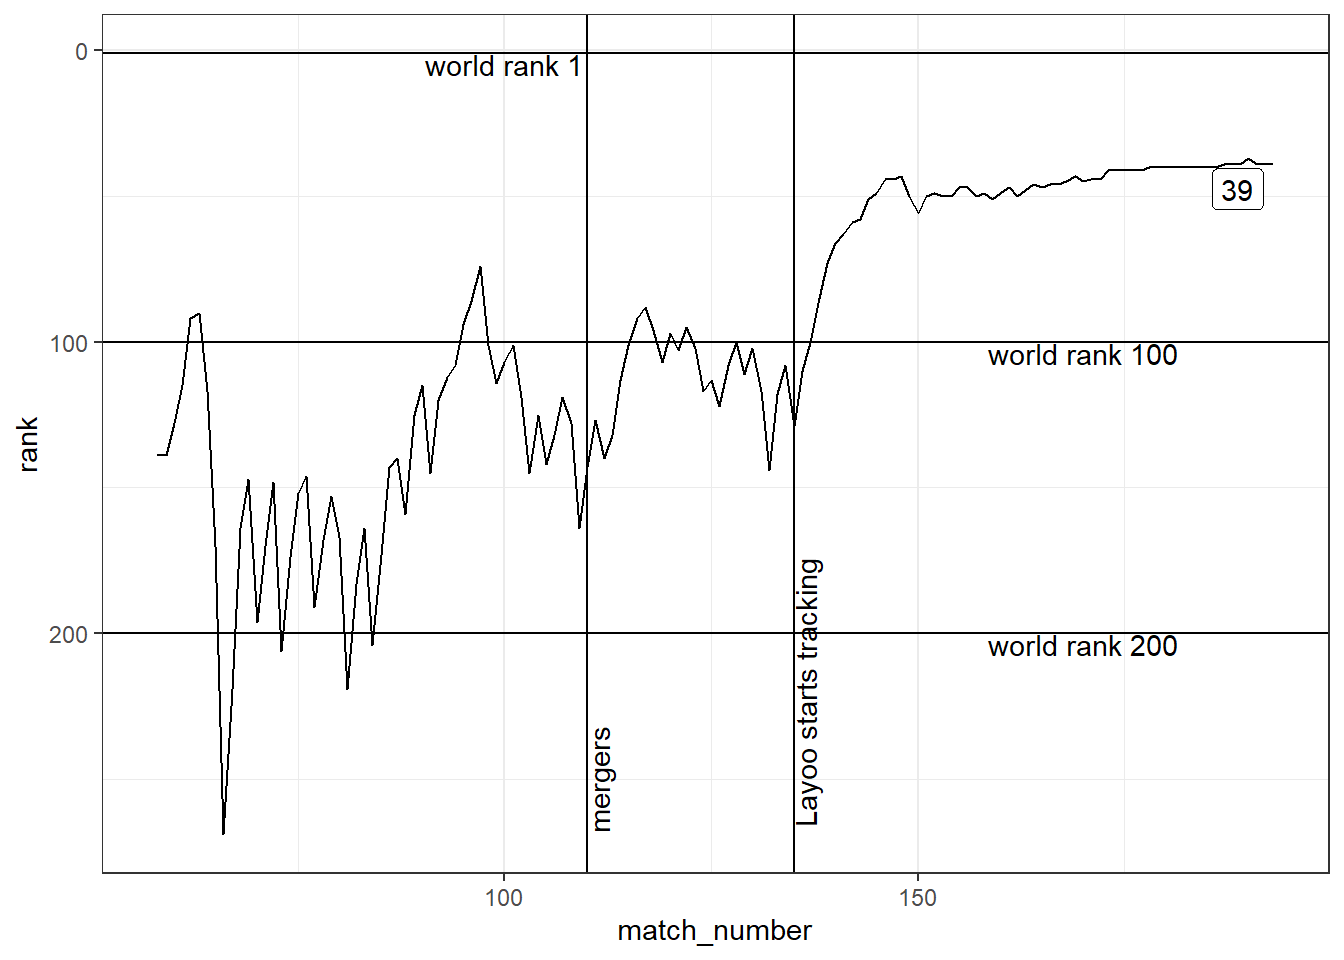 0
world rank 1
39
100
world rank 100
rank
200
world rank 200
Layoo starts tracking
mergers
100
150
match_number